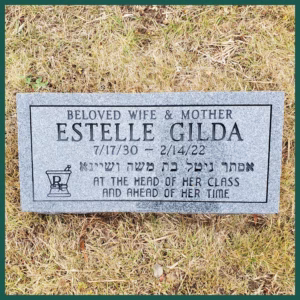 BELOVED WIFE & MOTHER
ESTELLE GILDA
7/17/30 – 2/14/22
אסתר ניטל בת משה ושיינא
AT THE HEAD OF HER CLASS
AND AHEAD OF HER TIME